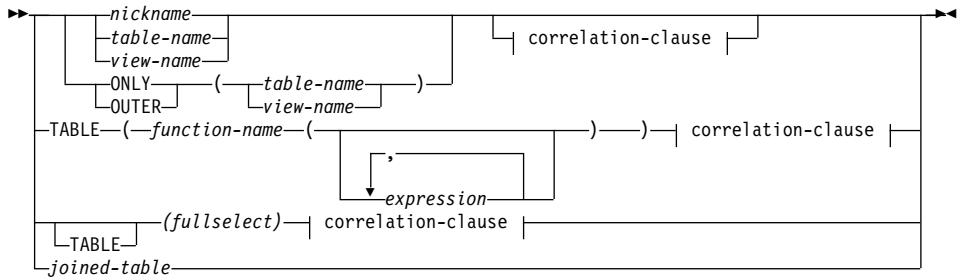 nickname
table-name correlation-clause
view-name
ONLY ( table-name )
OUTER view-name
TABLE ( function-name ( ) ) correlation-clause
,
expression
(fullselect) correlation-clause
TABLE
joined-table